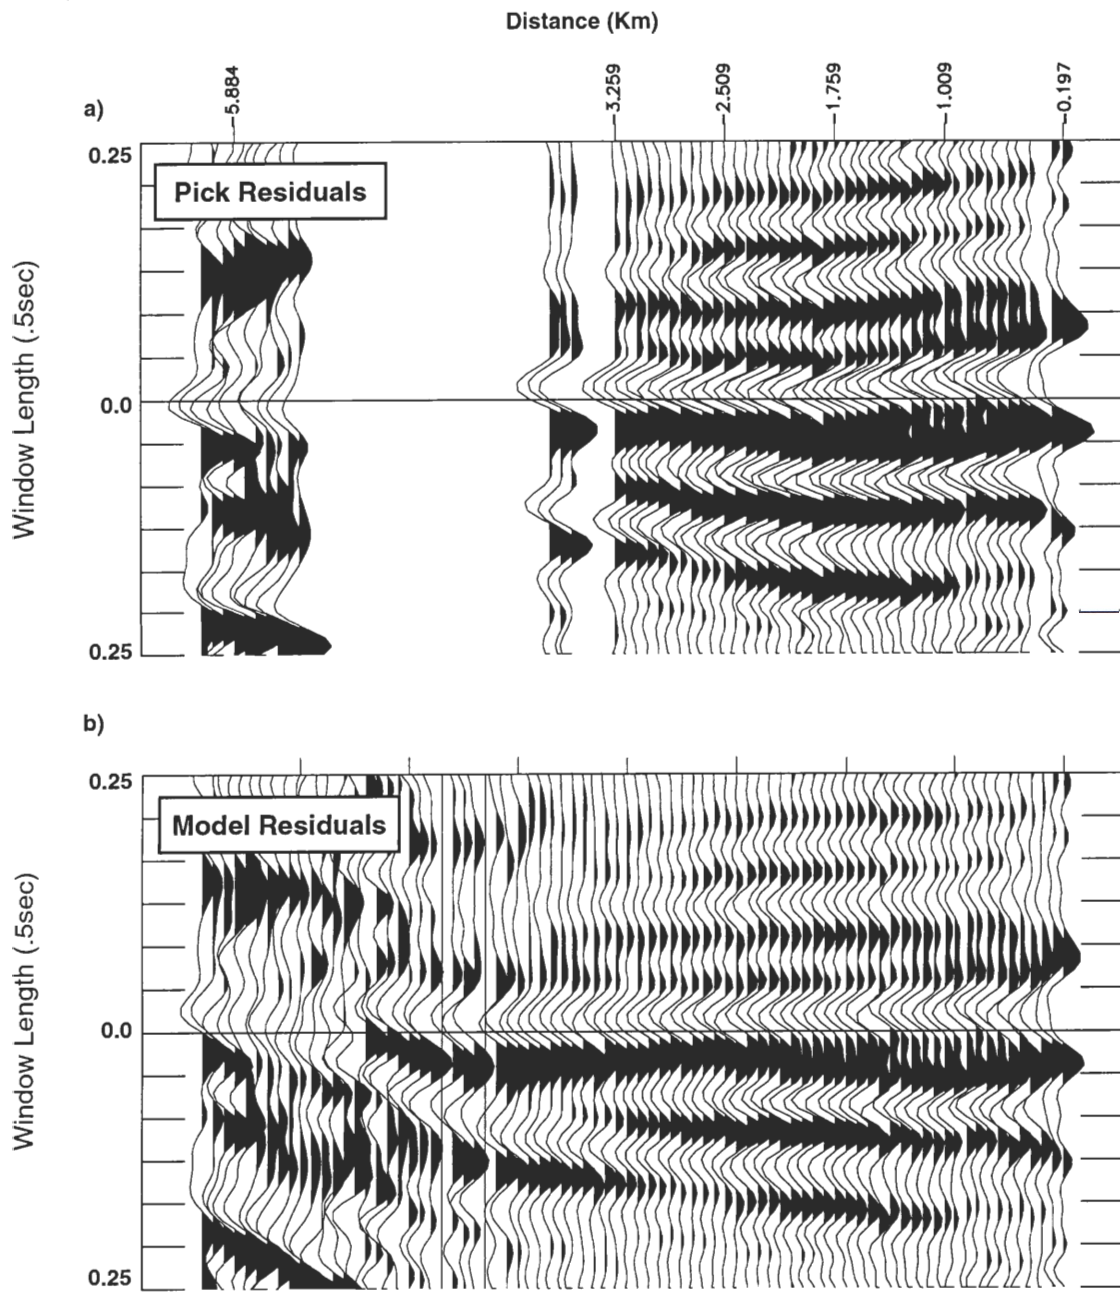 Distance (Km)
a)
5.884
3.259
2.509
1.759
1.009
0.197
0.25
Pick Residuals
Window Length (.5sec)
0.0
0.25
b)
0.25
Model Residuals
Window Length (.5sec)
0.0
0.25